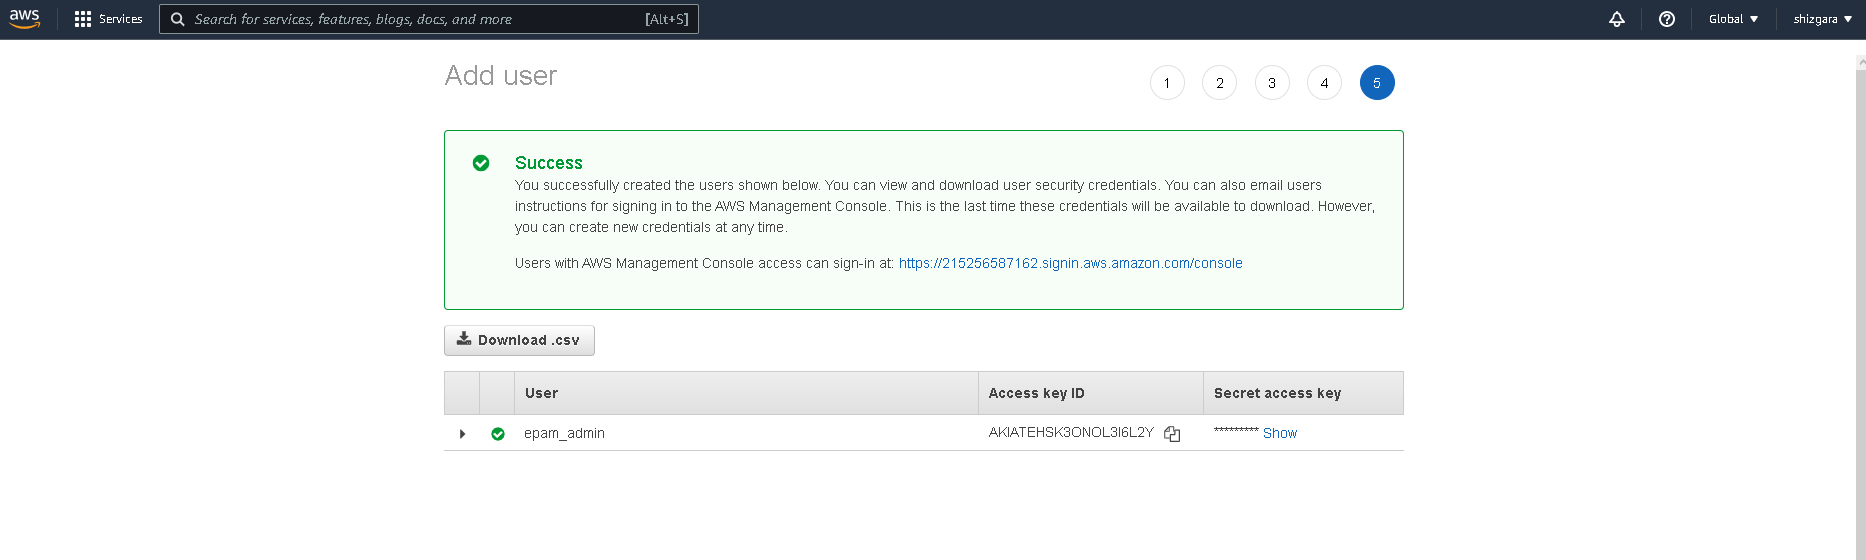 aws
Services
Search for services, features, blogs, docs, and more
[Alt+S]
Global
shizgara
Add user
1
2
3
4
5
Success
You successfully created the users shown below. You can view and download user security credentials. You can also email users
instructions for signing in to the AWS Management Console. This is the last time these credentials will be available to download. However,
you can create new credentials at any time.
Users with AWS Management Console access can sign-in at: https://215256587162.signin.aws.amazon.com/console
Download .csv
User
Access key ID
Secret access key
epam_admin
AKIATEHSK3ONOL3I6L2Y
********* Show